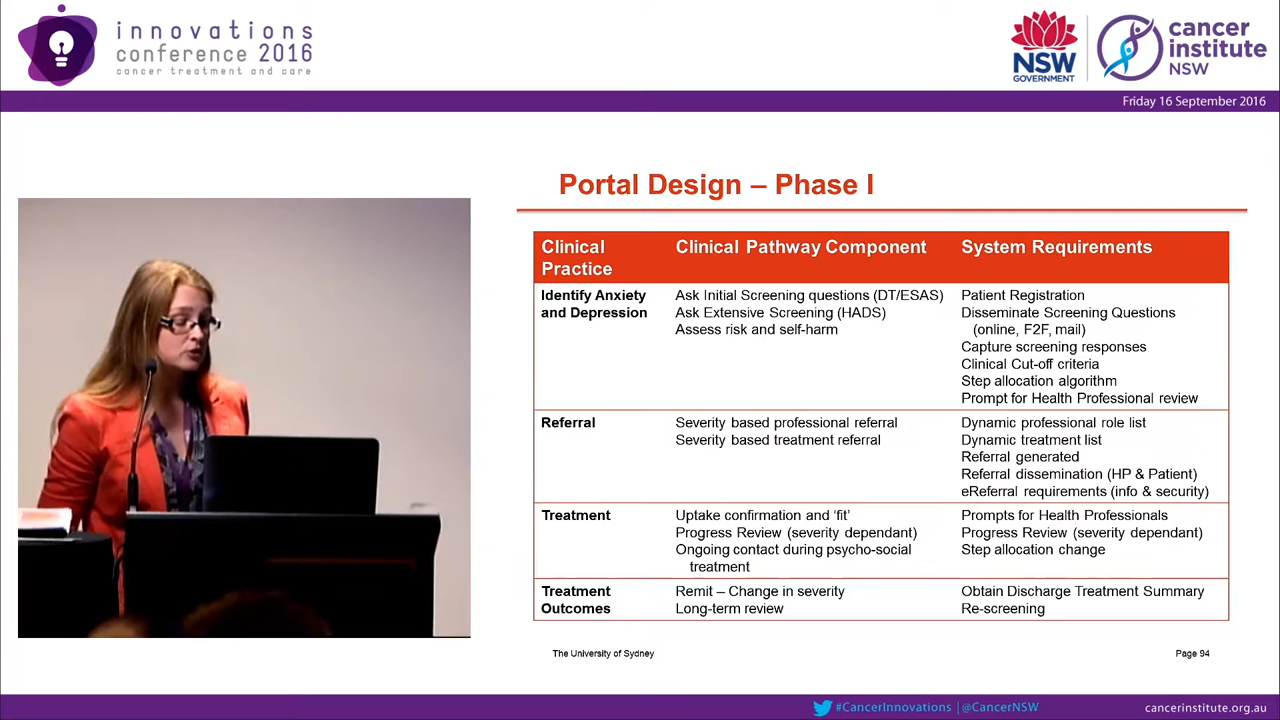 innovations
conference 2016
cancer treatment and care
NSW
GOVERNMENT
cancer
institute
NSW
Friday 16 September 2016
Portal Design – Phase I
Clinical Practice
Clinical Pathway Component
System Requirements
Identify Anxiety
and Depression
Ask Initial Screening questions (DT/ESAS)
Ask Extensive Screening (HADS)
Assess risk and self-harm
Patient Registration
Disseminate Screening Questions
(online, F2F, mail)
Capture screening responses
Clinical Cut-off criteria
Step allocation algorithm
Prompt for Health Professional review
Referral
Severity based professional referral
Severity based treatment referral
Dynamic professional role list
Dynamic treatment list
Referral generated
Referral dissemination (HP & Patient)
eReferral requirements (info & security)
Treatment
Uptake confirmation and ‘fit’
Progress Review (severity dependant)
Ongoing contact during psycho-social
treatment
Prompts for Health Professionals
Progress Review (severity dependant)
Step allocation change
Treatment
Outcomes
Remit – Change in severity
Long-term review
Obtain Discharge Treatment Summary
Re-screening
The University of Sydney
Page 94
#CancerInnovations | @CancerNSW
cancerinstitute.org.au